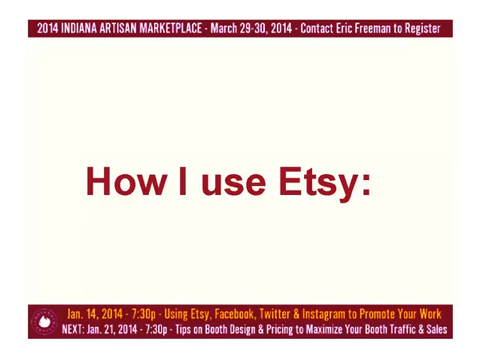 2014 INDIANA ARTISAN MARKETPLACE - March 29-30, 2014 - Contact Eric Freeman to Register
How I use Etsy:
Jan. 14, 2014 - 7:30p - Using Etsy, Facebook, Twitter & Instagram to Promote Your Work
NEXT: Jan. 21, 2014 - 7:30p - Tips on Booth Design & Pricing to Maximize Your Booth Traffic & Sales